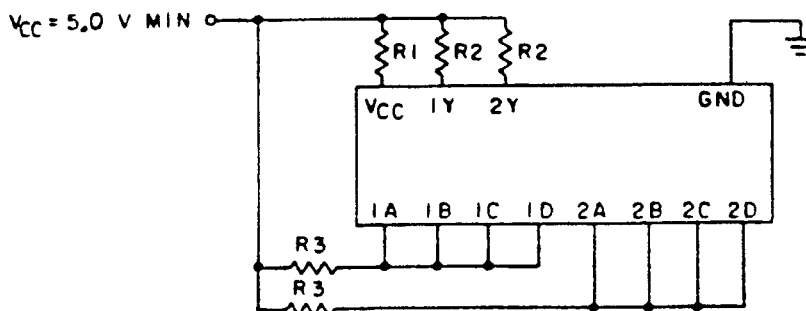 VCC = 5.0 V MIN
R1 R2 R2
VCC 1Y 2Y GND
1A 1B 1C 1D 2A 2B 2C 2D
R3
R3